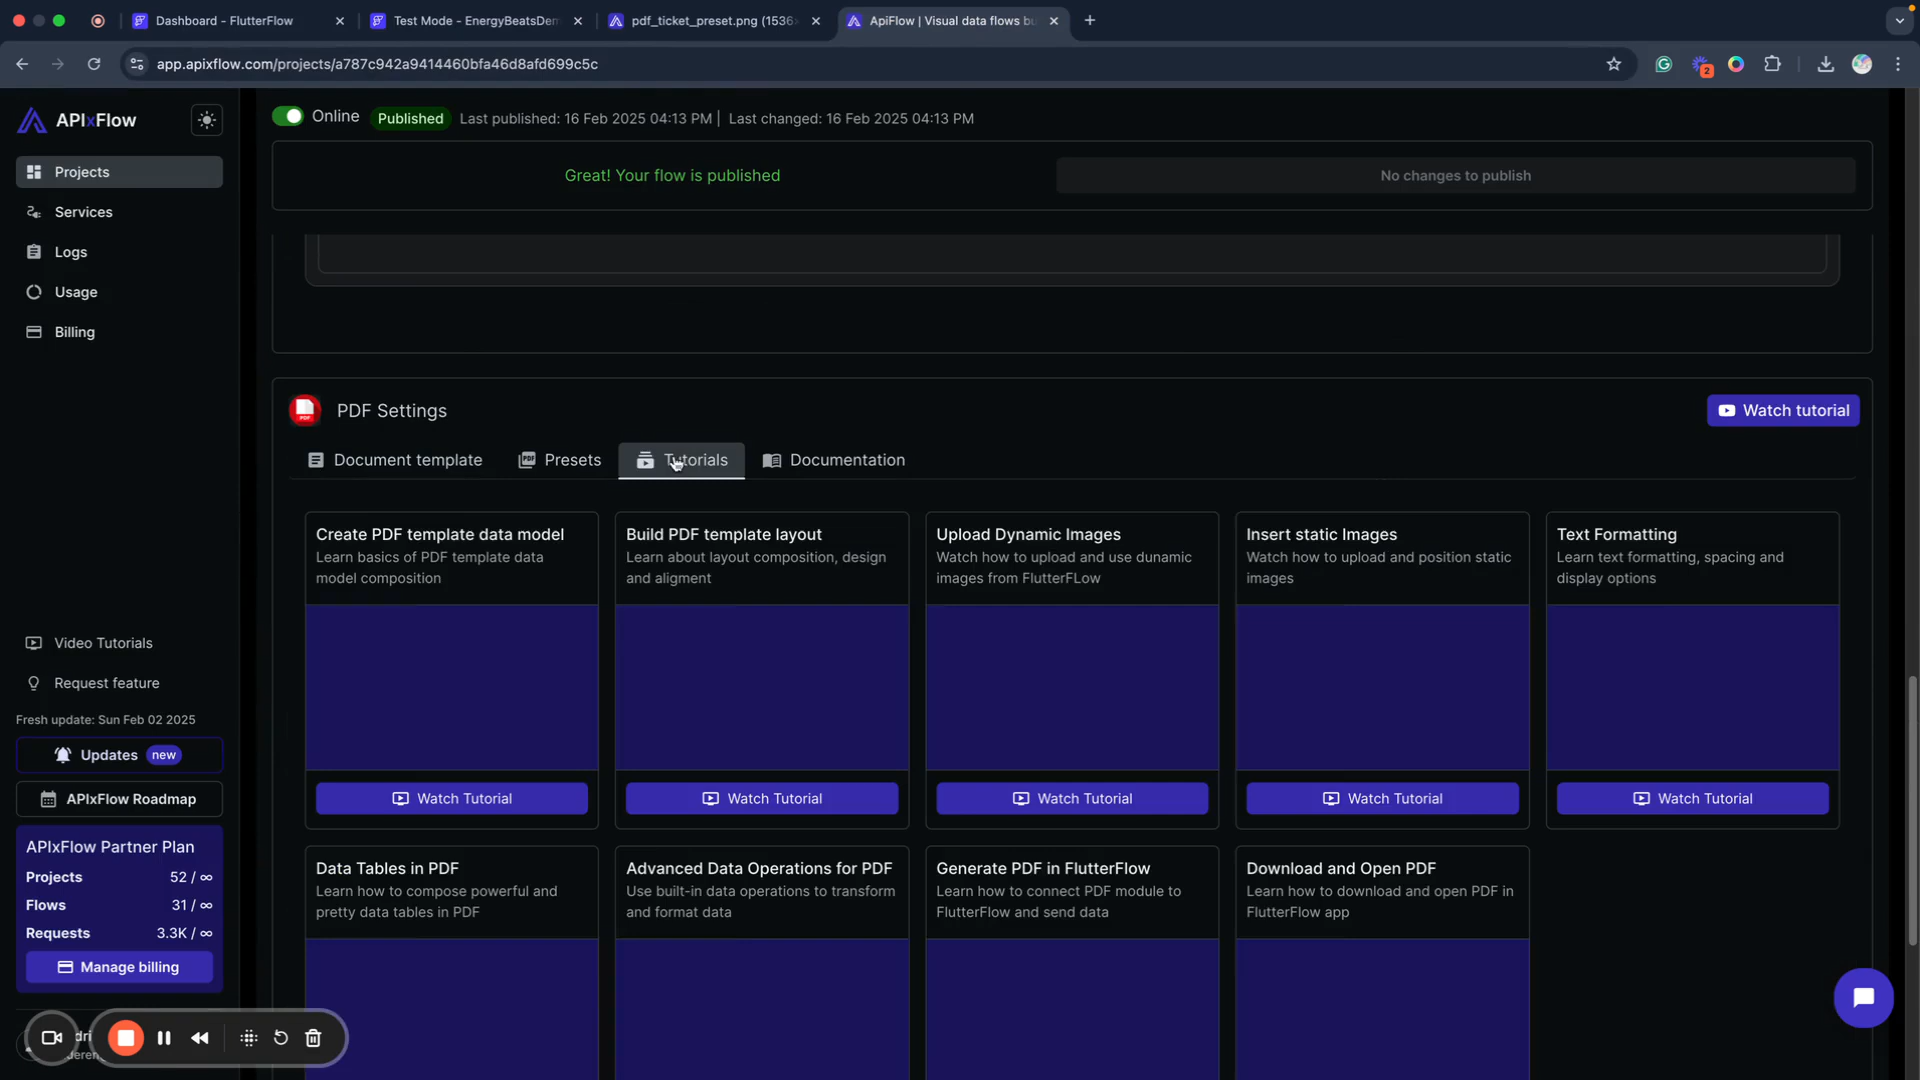 Dashboard - FlutterFlow
Test Mode - EnergyBeatsDem
pdf_ticket_preset.png (1536×
ApiFlow | Visual data flows bu
app.apixflow.com/projects/a787c942a9414460bfa46d8afd699c5c
2
APIxFlow
Projects
Services
Logs
Usage
Billing
Online
Published
Last published: 16 Feb 2025 04:13 PM | Last changed: 16 Feb 2025 04:13 PM
Great! Your flow is published
No changes to publish
PDF Settings
Watch tutorial
Document template
Presets
Tutorials
Documentation
Create PDF template data model
Learn basics of PDF template data
model composition
Watch Tutorial
Build PDF template layout
Learn about layout composition, design
and aligment
Watch Tutorial
Upload Dynamic Images
Watch how to upload and use dunamic
images from FlutterFLow
Watch Tutorial
Insert static Images
Watch how to upload and position static
images
Watch Tutorial
Text Formatting
Learn text formatting, spacing and
display options
Watch Tutorial
Data Tables in PDF
Learn how to compose powerful and
pretty data tables in PDF
Advanced Data Operations for PDF
Use built-in data operations to transform
and format data
Generate PDF in FlutterFlow
Learn how to connect PDF module to
FlutterFlow and send data
Download and Open PDF
Learn how to download and open PDF in
FlutterFlow app
Video Tutorials
Request feature
Fresh update: Sun Feb 02 2025
Updates new
APIxFlow Roadmap
APIxFlow Partner Plan
Projects 52 / ∞
Flows 31 / ∞
Requests 3.3K / ∞
Manage billing